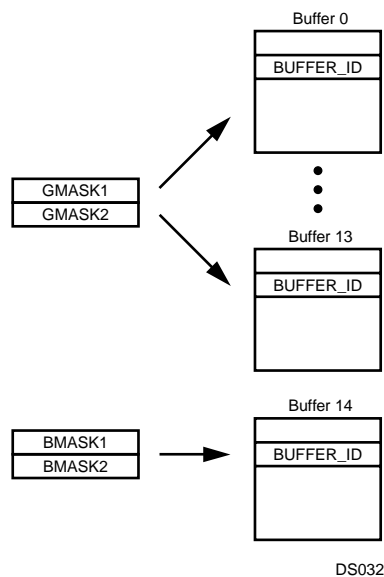 Buffer 0
BUFFER_ID
GMASK1
GMASK2
Buffer 13
BUFFER_ID
Buffer 14
BMASK1
BMASK2
BUFFER_ID
DS032